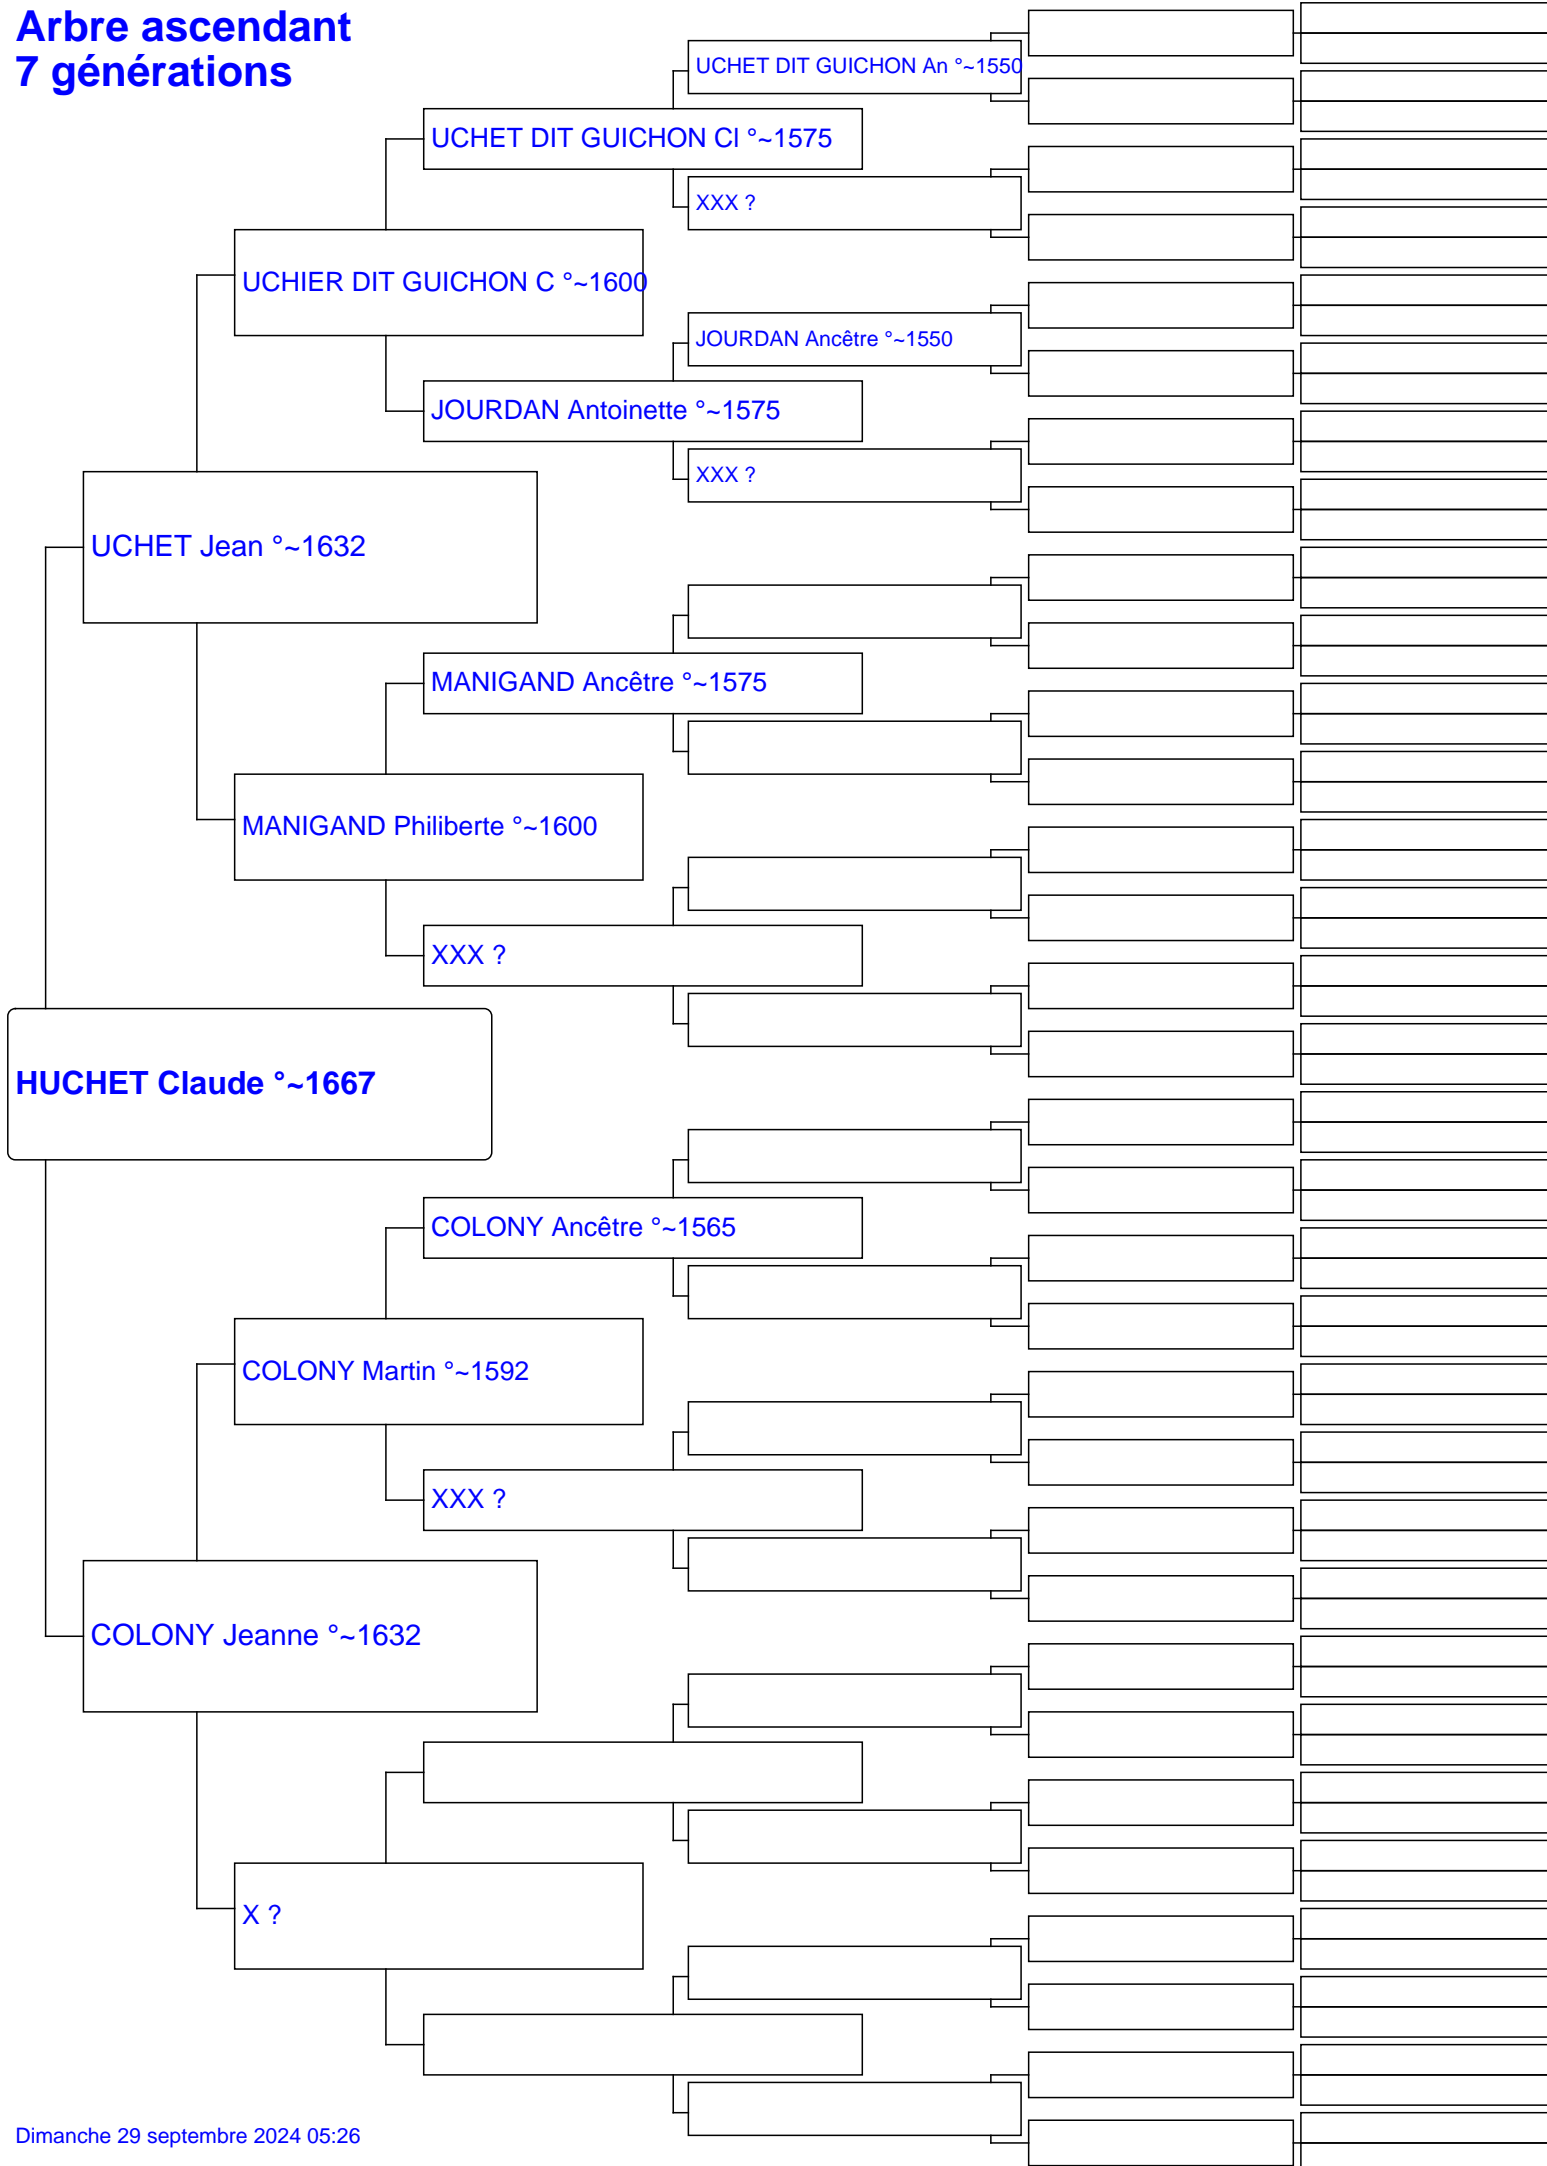 Arbre ascendant
7 générations
UCHET DIT GUICHON An °~1550
UCHET DIT GUICHON Cl °~1575
XXX ?
UCHIER DIT GUICHON C °~1600
JOURDAN Ancêtre °~1550
JOURDAN Antoinette °~1575
XXX ?
UCHET Jean °~1632
MANIGAND Ancêtre °~1575
MANIGAND Philiberte °~1600
XXX ?
HUCHET Claude °~1667
COLONY Ancêtre °~1565
COLONY Martin °~1592
XXX ?
COLONY Jeanne °~1632
X ?
Dimanche 29 septembre 2024 05:26